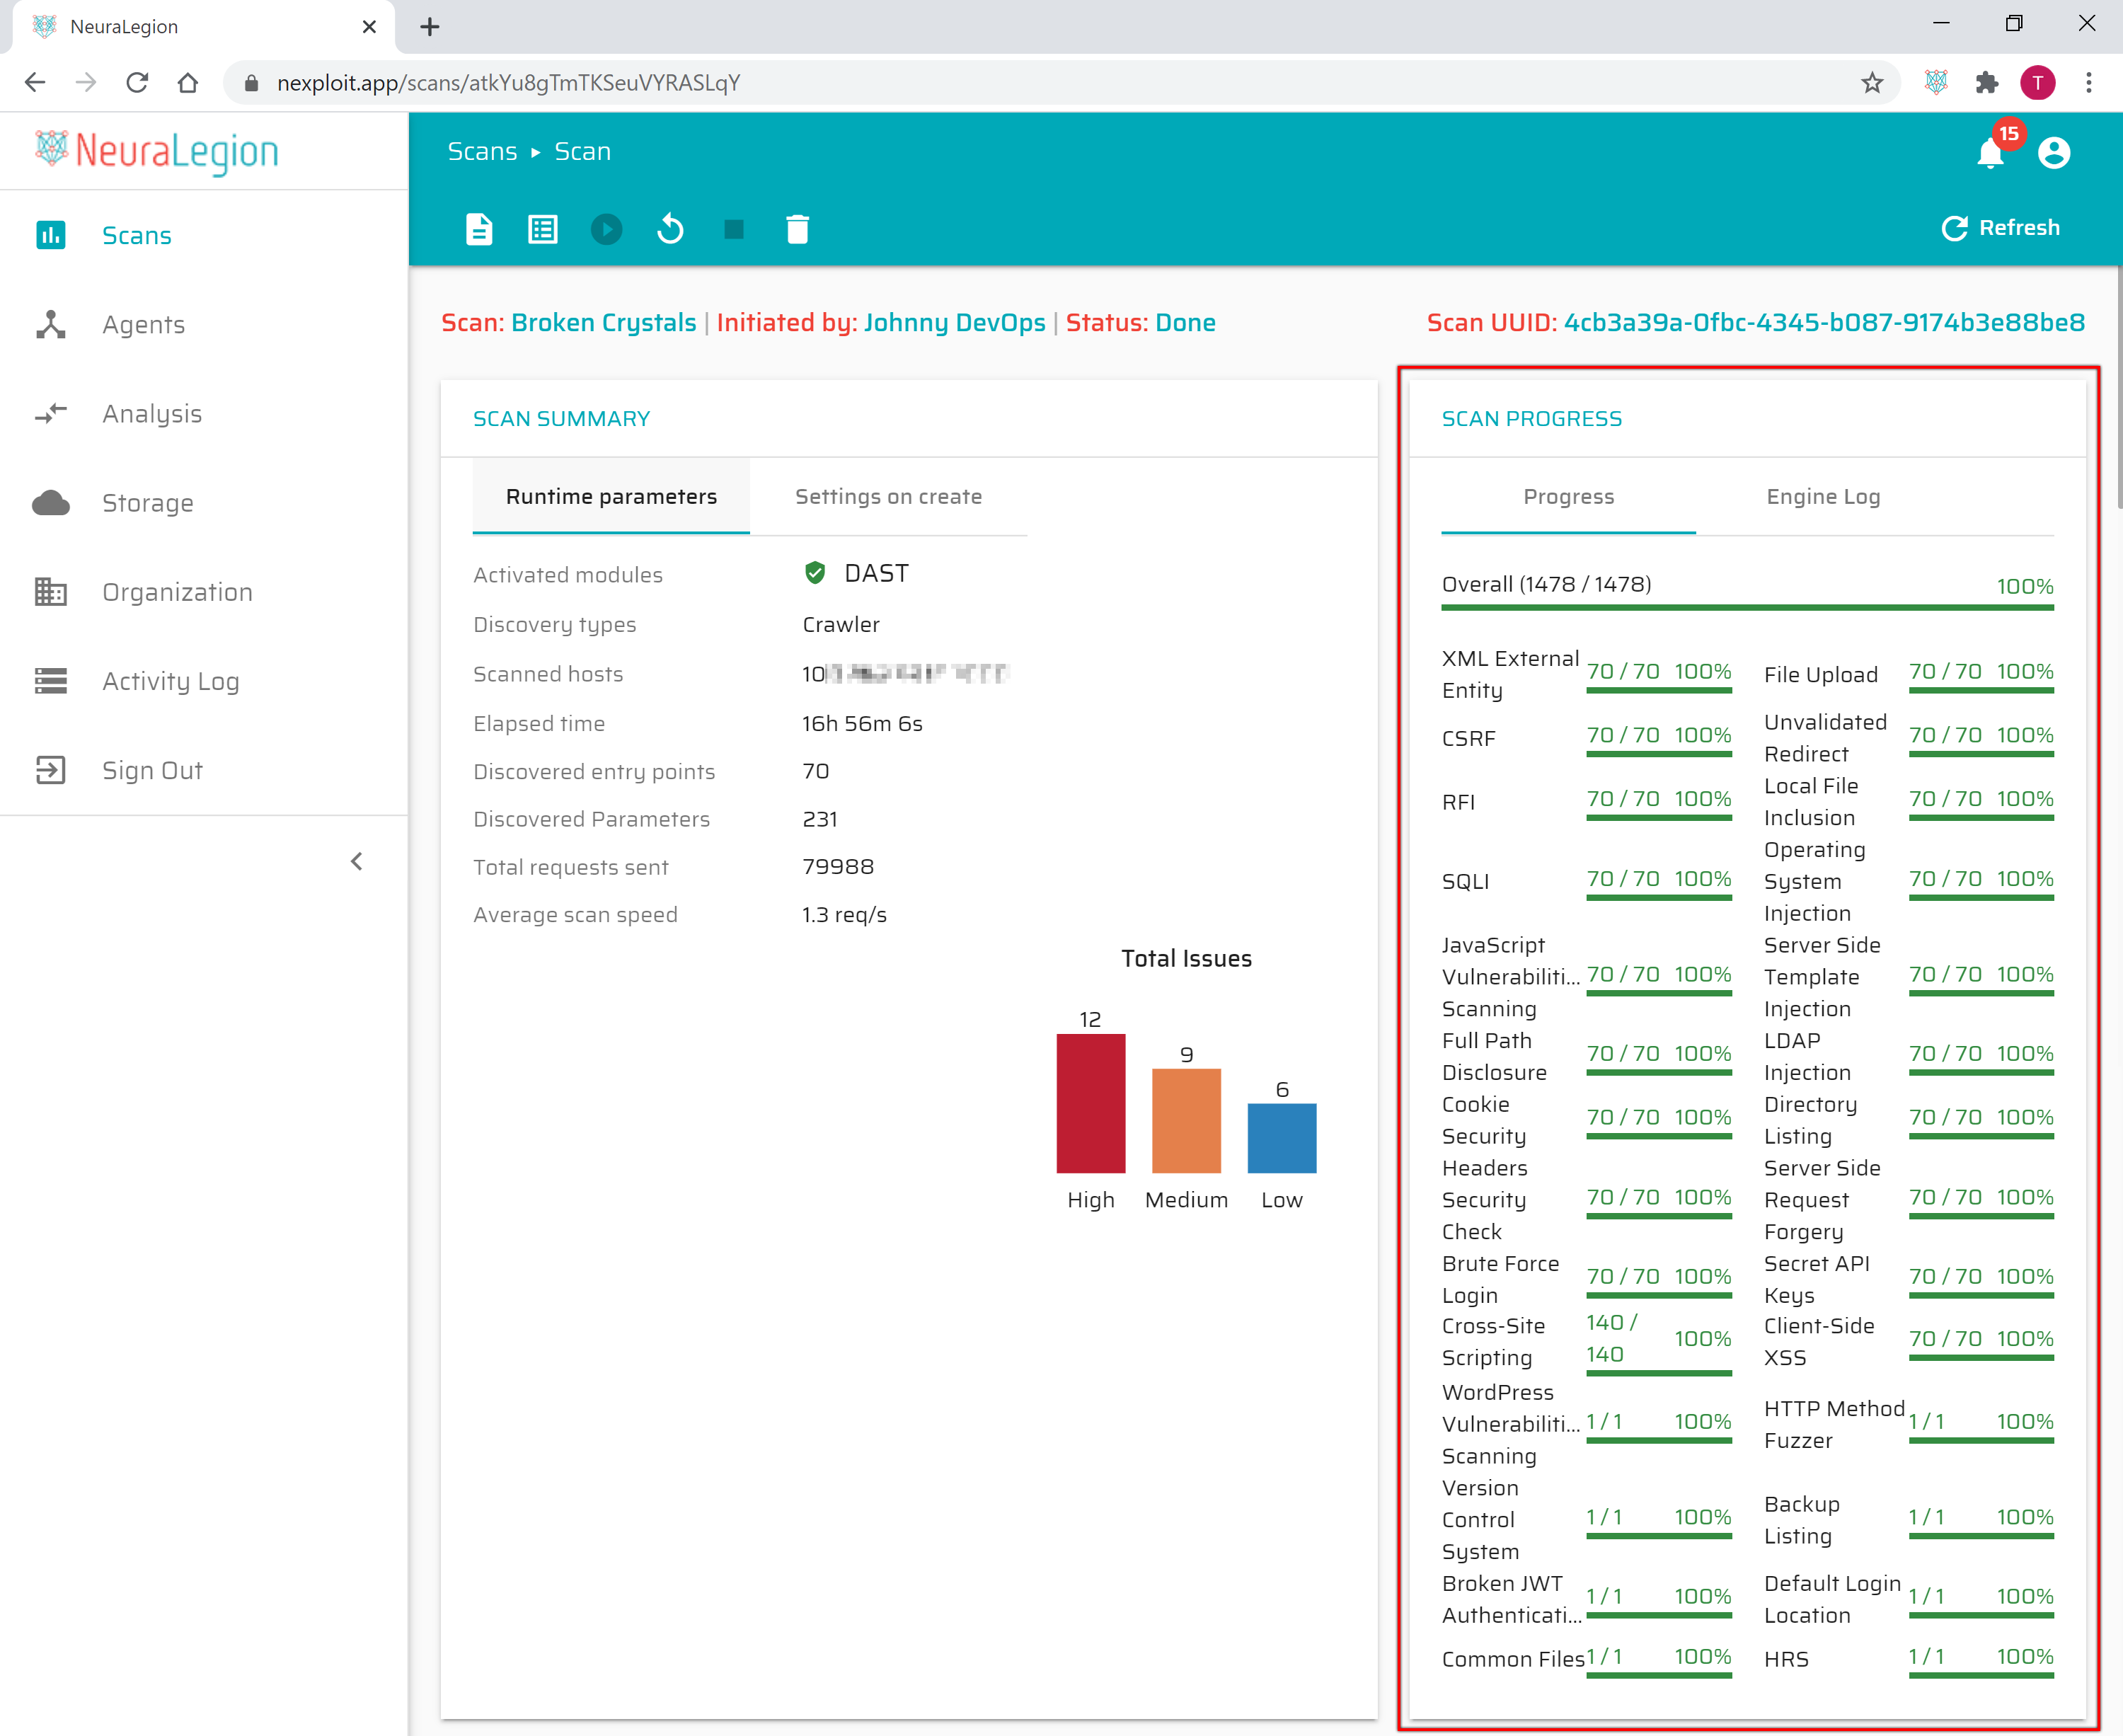 NeuraLegion
nexploit.app/scans/atkYu8gTmTKSeuVYRASLqY
T
NeuraLegion
Scans ▸ Scan
15
Refresh
Scans
Agents
Analysis
Storage
Organization
Activity Log
Sign Out
Scan: Broken Crystals | Initiated by: Johnny DevOps | Status: Done
Scan UUID: 4cb3a39a-0fbc-4345-b087-9174b3e88be8
SCAN SUMMARY
Runtime parameters
Settings on create
Activated modules DAST
Discovery types Crawler
Scanned hosts 10
Elapsed time 16h 56m 6s
Discovered entry points 70
Discovered Parameters 231
Total requests sent 79988
Average scan speed 1.3 req/s
Total Issues
12
9
6
High Medium Low
SCAN PROGRESS
Progress
Engine Log
Overall (1478 / 1478) 100%
XML External
Entity
70 / 70 100%
File Upload
70 / 70 100%
CSRF
70 / 70 100%
Unvalidated
Redirect
70 / 70 100%
RFI
70 / 70 100%
Local File
Inclusion
70 / 70 100%
SQLI
70 / 70 100%
Operating
System
Injection
70 / 70 100%
JavaScript
Vulnerabiliti...
Scanning
70 / 70 100%
Server Side
Template
Injection
70 / 70 100%
Full Path
Disclosure
70 / 70 100%
LDAP
Injection
70 / 70 100%
Cookie
Security
70 / 70 100%
Directory
Listing
70 / 70 100%
Headers
Security
Check
70 / 70 100%
Server Side
Request
Forgery
70 / 70 100%
Brute Force
Login
70 / 70 100%
Secret API
Keys
70 / 70 100%
Cross-Site
Scripting
140 /
140
100%
Client-Side
XSS
70 / 70 100%
WordPress
Vulnerabiliti...
Scanning
1 / 1 100%
HTTP Method
Fuzzer
1 / 1 100%
Version
Control
System
1 / 1 100%
Backup
Listing
1 / 1 100%
Broken JWT
Authenticati...
1 / 1 100%
Default Login
Location
1 / 1 100%
Common Files
1 / 1 100%
HRS
1 / 1 100%